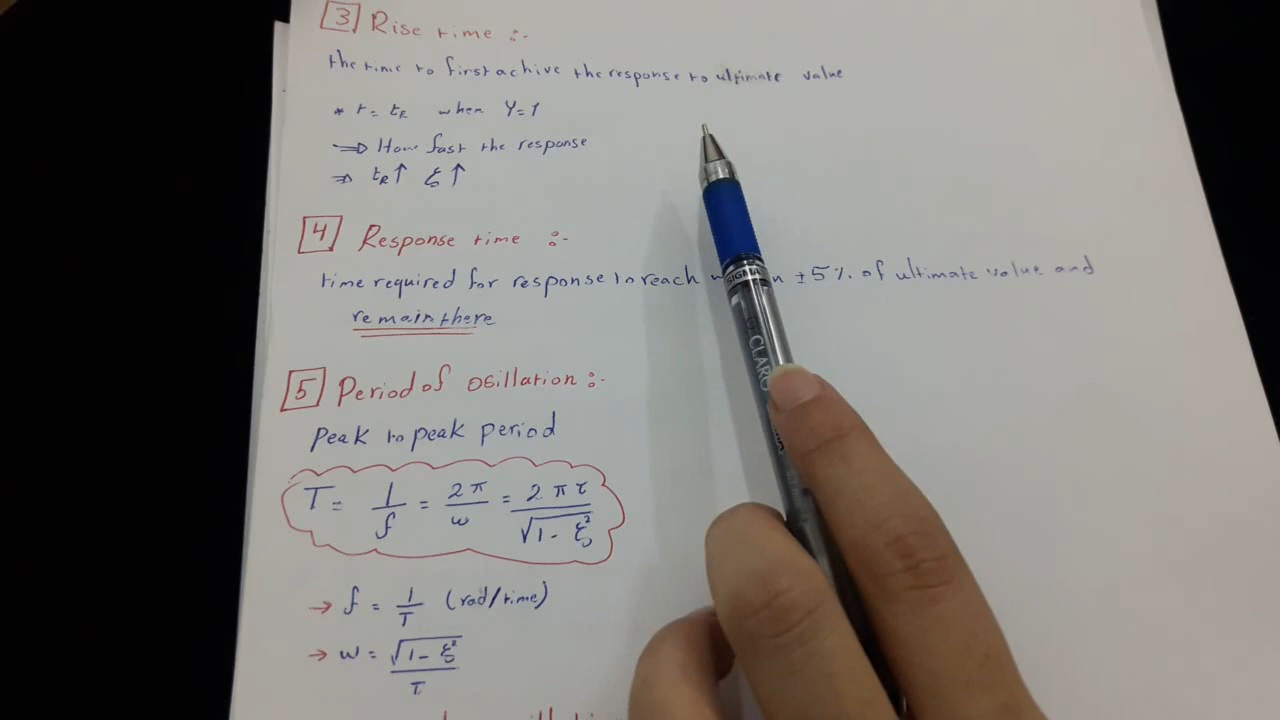 3 Rise time :-
the time to first achive the response to ultimate value
* t = tR when Y=1
⇒ How fast the response
⇒ tR↑ ξ↑
4 Response time :-
time required for response to reach ±5% of ultimate value and
remain there
5 Period of Osillation :-
Peak to peak period
T = 1/f = 2π/ω = 2πτ/√1-ξ²
→ f = 1/T (rad/time)
→ w = √1-ξ²/τ
SIGMA
DECLARO